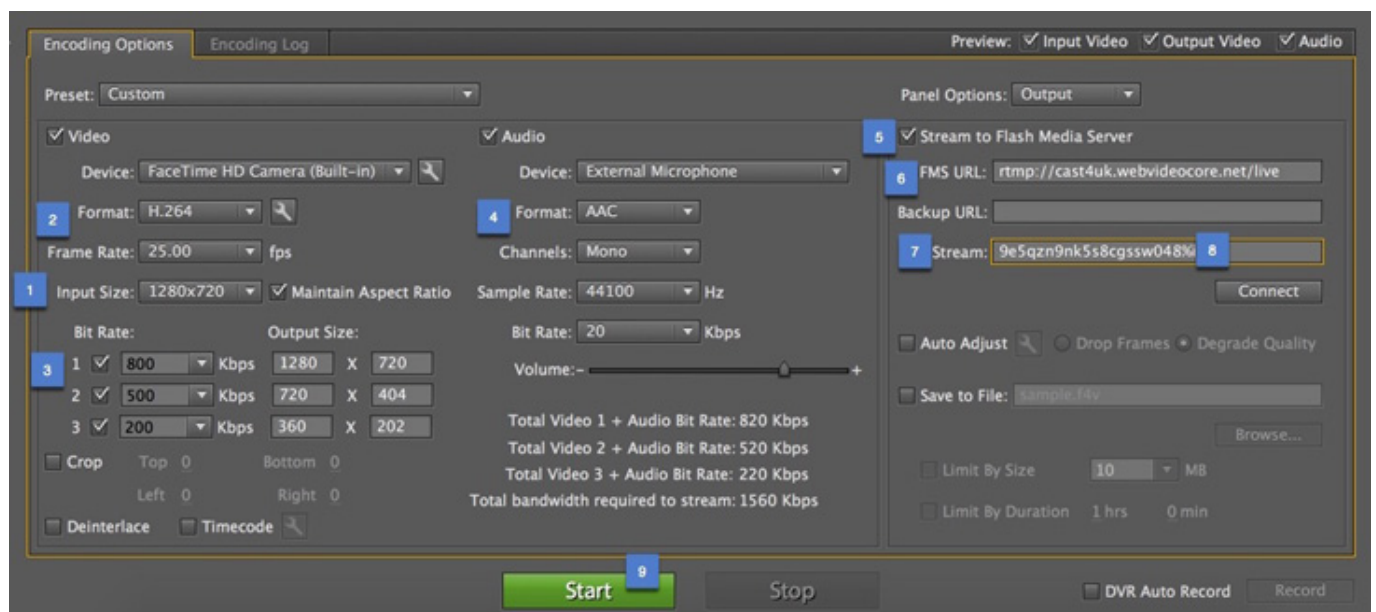 Encoding Options Encoding Log Preview: Input Video Output Video Audio
Preset: Custom Panel Options: Output
Video Audio 5 Stream to Flash Media Server
Device: FaceTime HD Camera (Built-in) Device: External Microphone 6 FMS URL: rtmp://cast4uk.webvideocore.net/live
2 Format: H.264 4 Format: AAC Backup URL:
Frame Rate: 25.00 fps Channels: Mono 7 Stream: 9e5qzn9nk5s8cgssw048% 8
1 Input Size: 1280x720 Maintain Aspect Ratio Sample Rate: 44100 Hz Connect
Bit Rate: Output Size: Bit Rate: 20 Kbps Auto Adjust Drop Frames Degrade Quality
3 1 800 Kbps 1280 X 720 Volume: - +
2 500 Kbps 720 X 404 Save to File: sample.f4v
3 200 Kbps 360 X 202 Total Video 1 + Audio Bit Rate: 820 Kbps Browse...
Total Video 2 + Audio Bit Rate: 520 Kbps
Crop Top 0 Bottom 0 Total Video 3 + Audio Bit Rate: 220 Kbps Limit By Size 10 MB
Left 0 Right 0 Total bandwidth required to stream: 1560 Kbps Limit By Duration 1 hrs 0 min
Deinterlace Timecode
Start 9 Stop DVR Auto Record Record